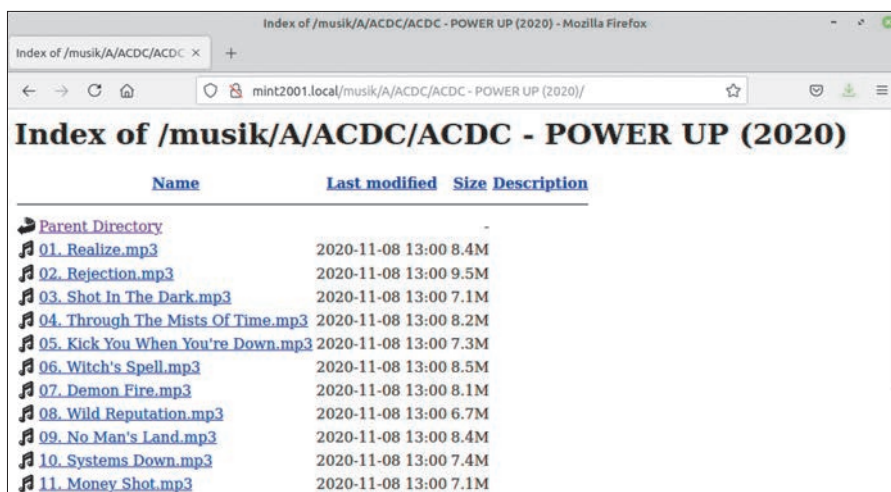 Index of /musik/A/ACDC/ACDC - POWER UP (2020) - Mozilla Firefox
Index of /musik/A/ACDC/ACDC
mint2001.local/musik/A/ACDC/ACDC - POWER UP (2020)/
Index of /musik/A/ACDC/ACDC - POWER UP (2020)
Name Last modified Size Description
Parent Directory -
01. Realize.mp3 2020-11-08 13:00 8.4M
02. Rejection.mp3 2020-11-08 13:00 9.5M
03. Shot In The Dark.mp3 2020-11-08 13:00 7.1M
04. Through The Mists Of Time.mp3 2020-11-08 13:00 8.2M
05. Kick You When You're Down.mp3 2020-11-08 13:00 7.3M
06. Witch's Spell.mp3 2020-11-08 13:00 8.5M
07. Demon Fire.mp3 2020-11-08 13:00 8.1M
08. Wild Reputation.mp3 2020-11-08 13:00 6.7M
09. No Man's Land.mp3 2020-11-08 13:00 8.4M
10. Systems Down.mp3 2020-11-08 13:00 7.4M
11. Money Shot.mp3 2020-11-08 13:00 7.1M